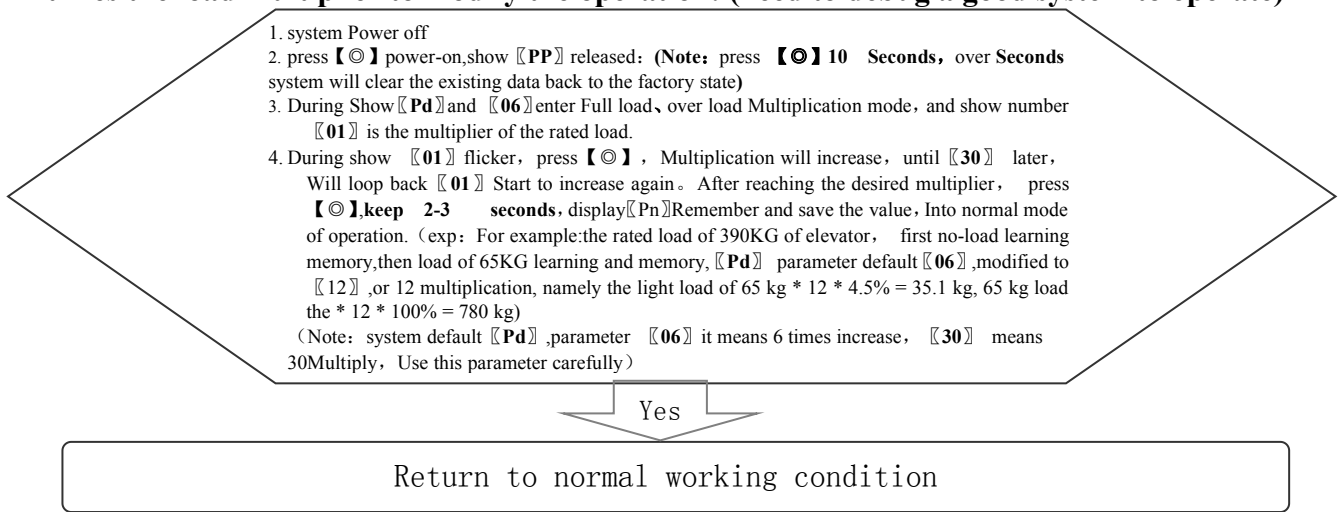 1. system Power off
2. press【◎】power-on,show〖PP〗released：(Note：press 【◎】10 Seconds，over Seconds
system will clear the existing data back to the factory state)
3. During Show〖Pd〗and 〖06〗enter Full load、over load Multiplication mode，and show number
〖01〗is the multiplier of the rated load.
4. During show 〖01〗flicker，press【◎】，Multiplication will increase，until〖30〗 later，
Will loop back〖01〗Start to increase again。After reaching the desired multiplier， press
【◎】,keep 2-3 seconds，display〖Pn〗Remember and save the value，Into normal mode
of operation.（exp：For example:the rated load of 390KG of elevator， first no-load learning
memory,then load of 65KG learning and memory,〖Pd〗 parameter default〖06〗,modified to
〖12〗,or 12 multiplication, namely the light load of 65 kg * 12 * 4.5% = 35.1 kg, 65 kg load
the * 12 * 100% = 780 kg)
（Note：system default〖Pd〗,parameter 〖06〗it means 6 times increase，〖30〗 means
30Multiply，Use this parameter carefully）
Yes
Return to normal working condition